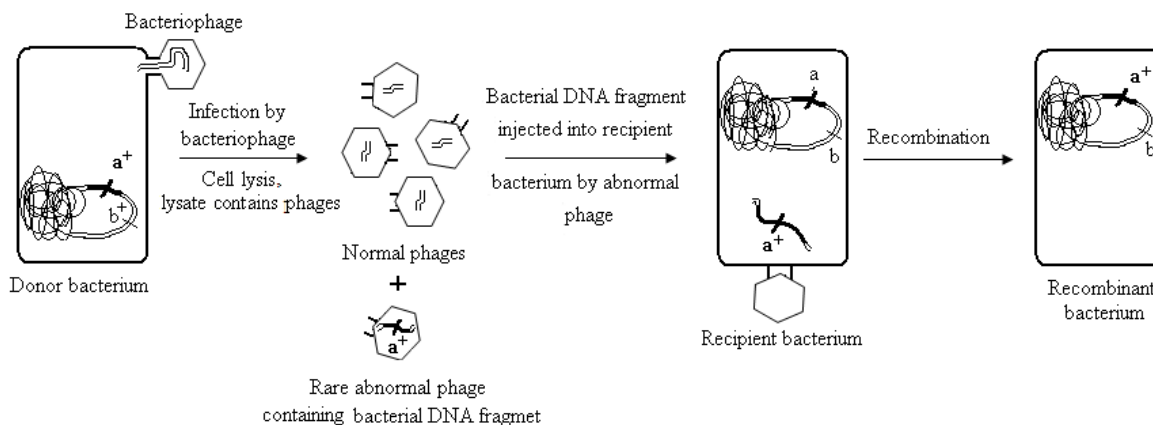 Bacteriophage
a+
b+
Donor bacterium
Infection by
bacteriophage
Cell lysis,
lysate contains phages
Normal phages
+
a+
Rare abnormal phage
containing bacterial DNA fragmet
Bacterial DNA fragment
injected into recipient
bacterium by abnormal
phage
a
b
a+
Recipient bacterium
Recombination
a+
b
Recombinant
bacterium